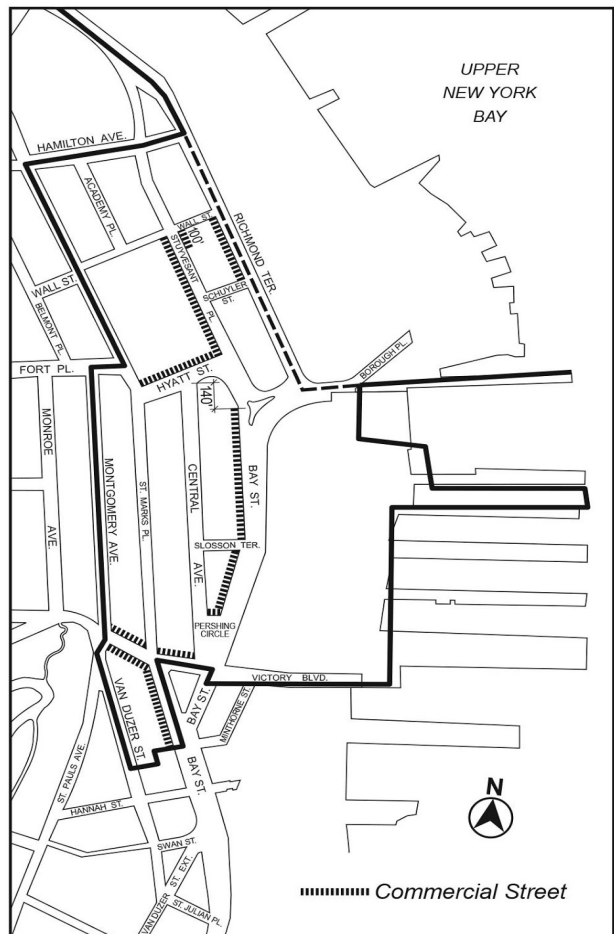 UPPER
NEW YORK
BAY
HAMILTON AVE.
ACADEMY PL.
WALL ST.
100'
STUYVESANT
PL.
RICHMOND TER.
SCHUYLER
ST.
WALL ST.
BELMONT PL.
FORT PL.
HYATT ST.
BOROUGH PL.
140'
MONROE
AVE.
MONTGOMERY AVE.
ST. MARKS PL.
CENTRAL
AVE.
BAY ST.
SLOSSON TER.
PERSHING
CIRCLE
VICTORY BLVD.
VAN DUZER ST.
BAY ST.
MINTHORNE ST.
ST. PAULS AVE.
BAY ST.
HANNAH ST.
SWAN ST.
VAN DUZER
ST. EXT.
ST. JULIAN PL.
N
Commercial Street